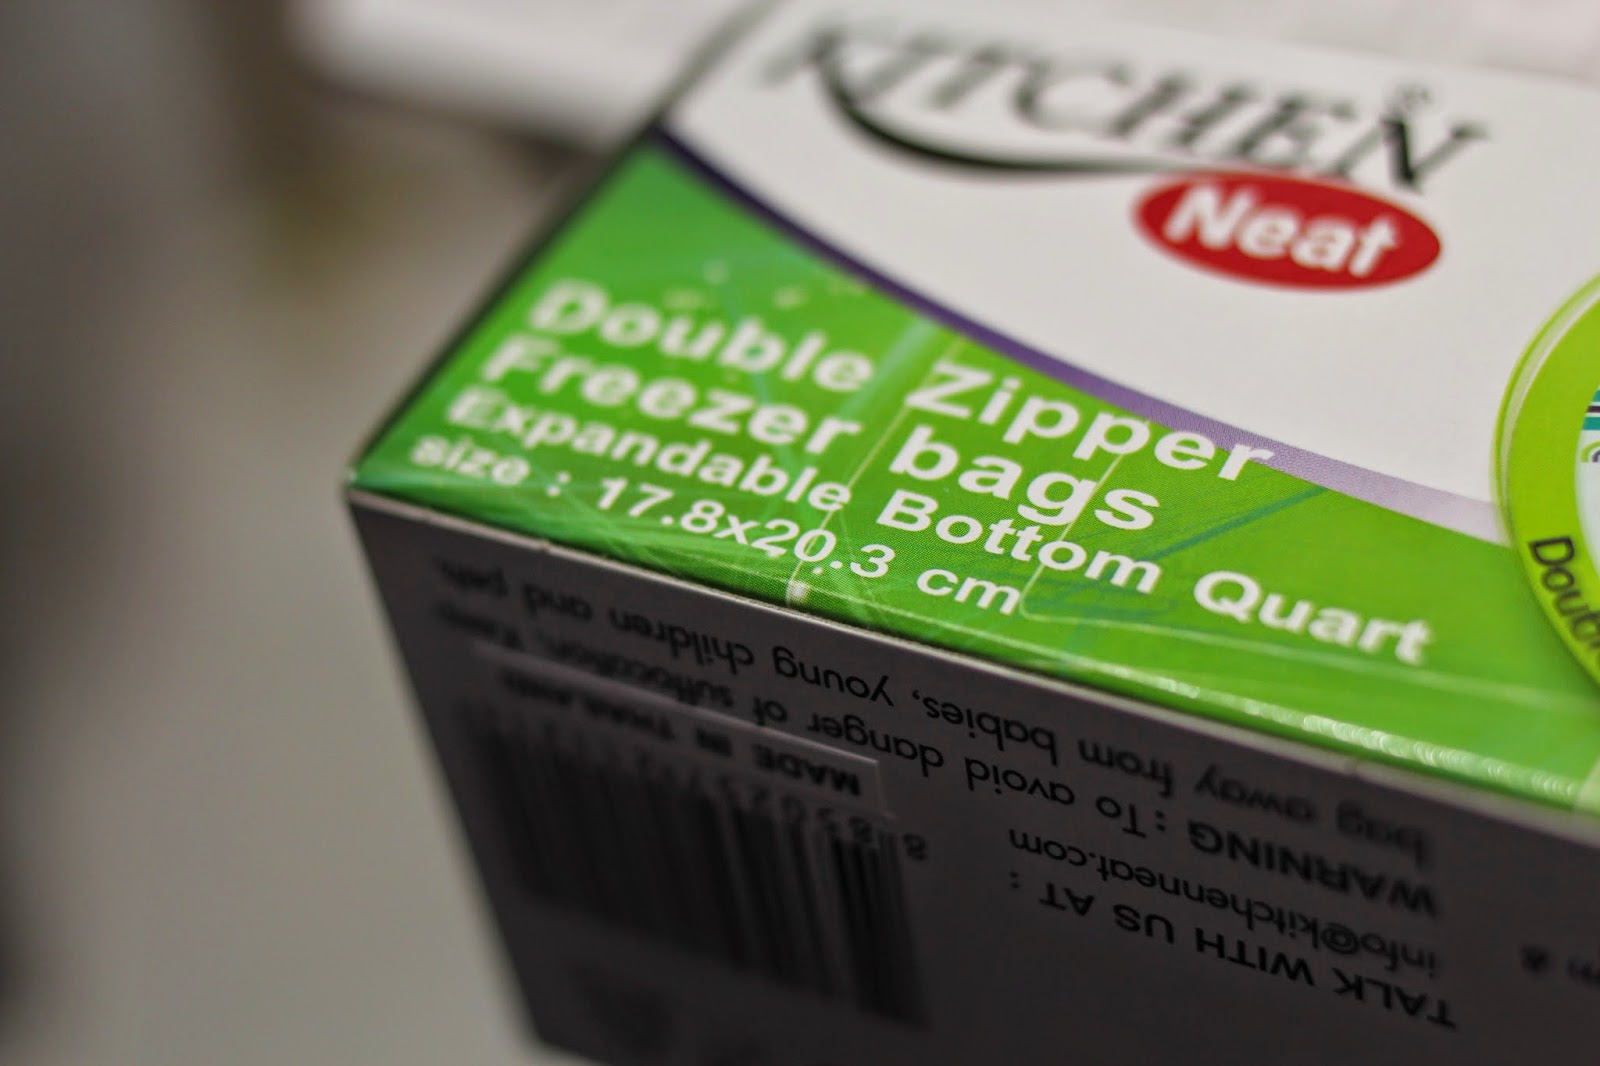 KITCHEN
Neat
Double Zipper
Freezer bags
Expandable Bottom Quart
size : 17.8x20.3 cm
TALK WITH US AT :
info@kitchenneat.com
WARNING : To avoid danger of suffocation. Keep
bag away from babies, young children and pets.
MADE IN THAILAND